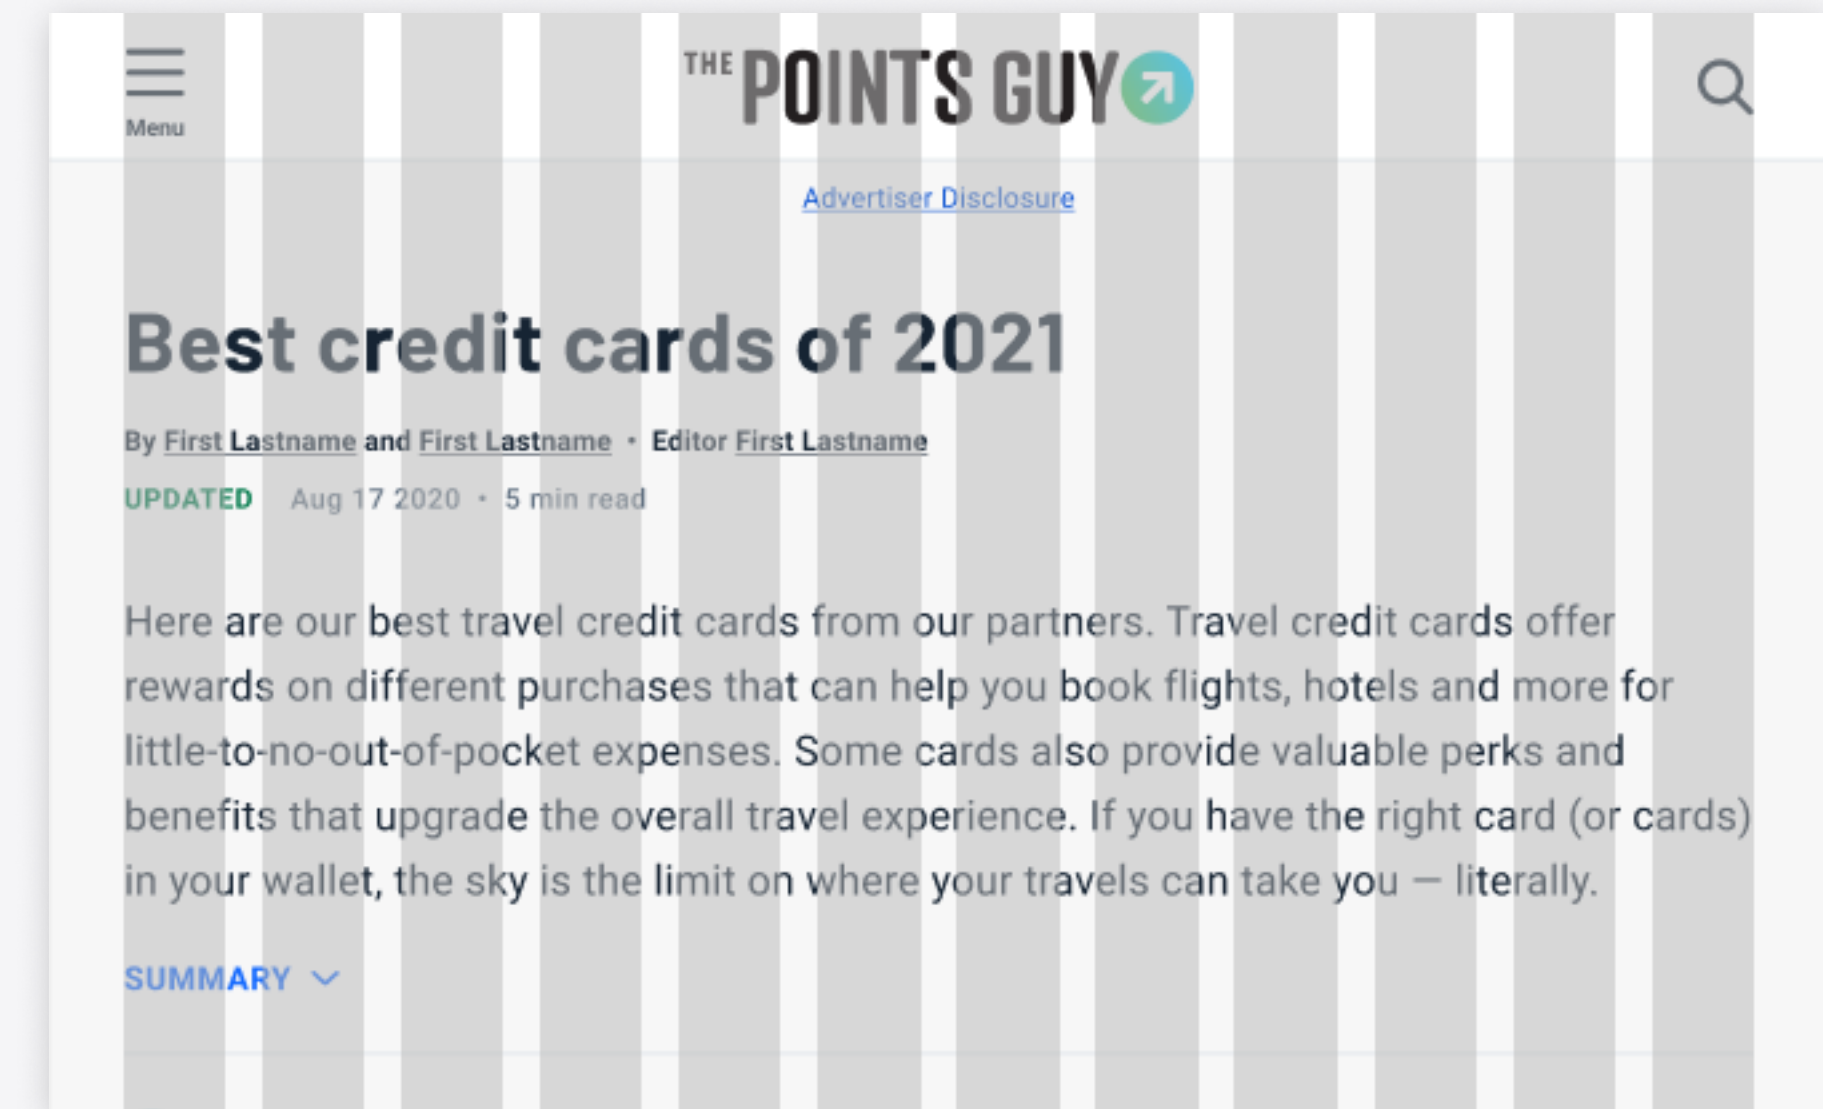 THE POINTS GUY
Menu
Advertiser Disclosure
Best credit cards of 2021
By First Lastname and First Lastname • Editor First Lastname
UPDATED Aug 17 2020 • 5 min read
Here are our best travel credit cards from our partners. Travel credit cards offer
rewards on different purchases that can help you book flights, hotels and more for
little-to-no-out-of-pocket expenses. Some cards also provide valuable perks and
benefits that upgrade the overall travel experience. If you have the right card (or cards)
in your wallet, the sky is the limit on where your travels can take you — literally.
SUMMARY